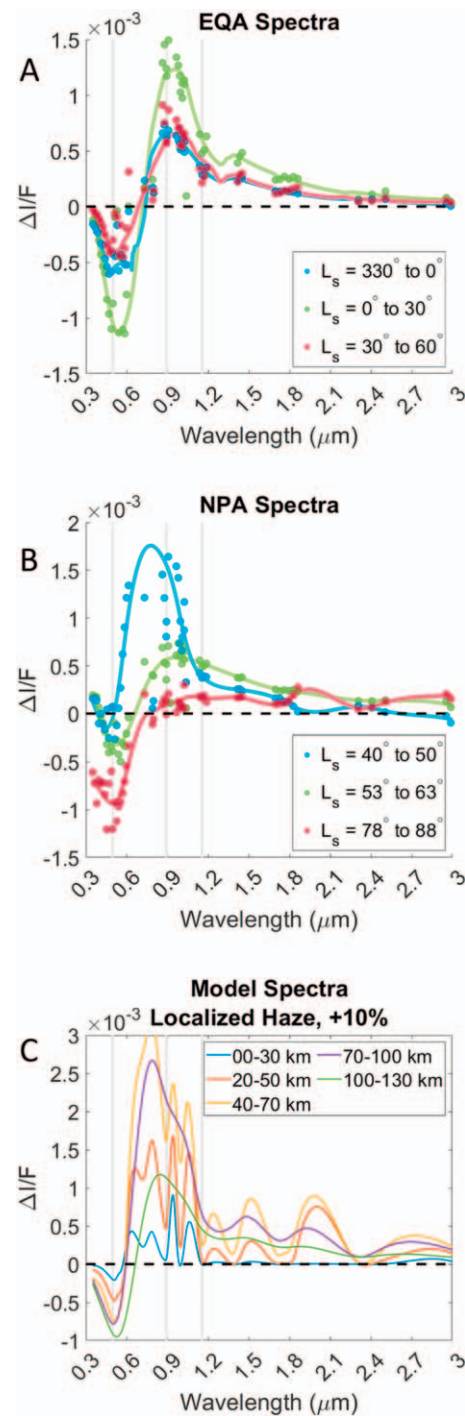 EQA Spectra
A
×10⁻³
1.5
1
0.5
0
-0.5
-1
-1.5
ΔI/F
L_s = 330° to 0°
L_s = 0° to 30°
L_s = 30° to 60°
0.3 0.6 0.9 1.2 1.5 1.8 2.1 2.4 2.7 3
Wavelength (μm)
NPA Spectra
B
×10⁻³
2
1.5
1
0.5
0
-0.5
-1
-1.5
ΔI/F
L_s = 40° to 50°
L_s = 53° to 63°
L_s = 78° to 88°
0.3 0.6 0.9 1.2 1.5 1.8 2.1 2.4 2.7 3
Wavelength (μm)
Model Spectra
Localized Haze, +10%
C
×10⁻³
3
2.5
2
1.5
1
0.5
0
-0.5
-1
ΔI/F
00-30 km 70-100 km
20-50 km 100-130 km
40-70 km
0.3 0.6 0.9 1.2 1.5 1.8 2.1 2.4 2.7 3
Wavelength (μm)